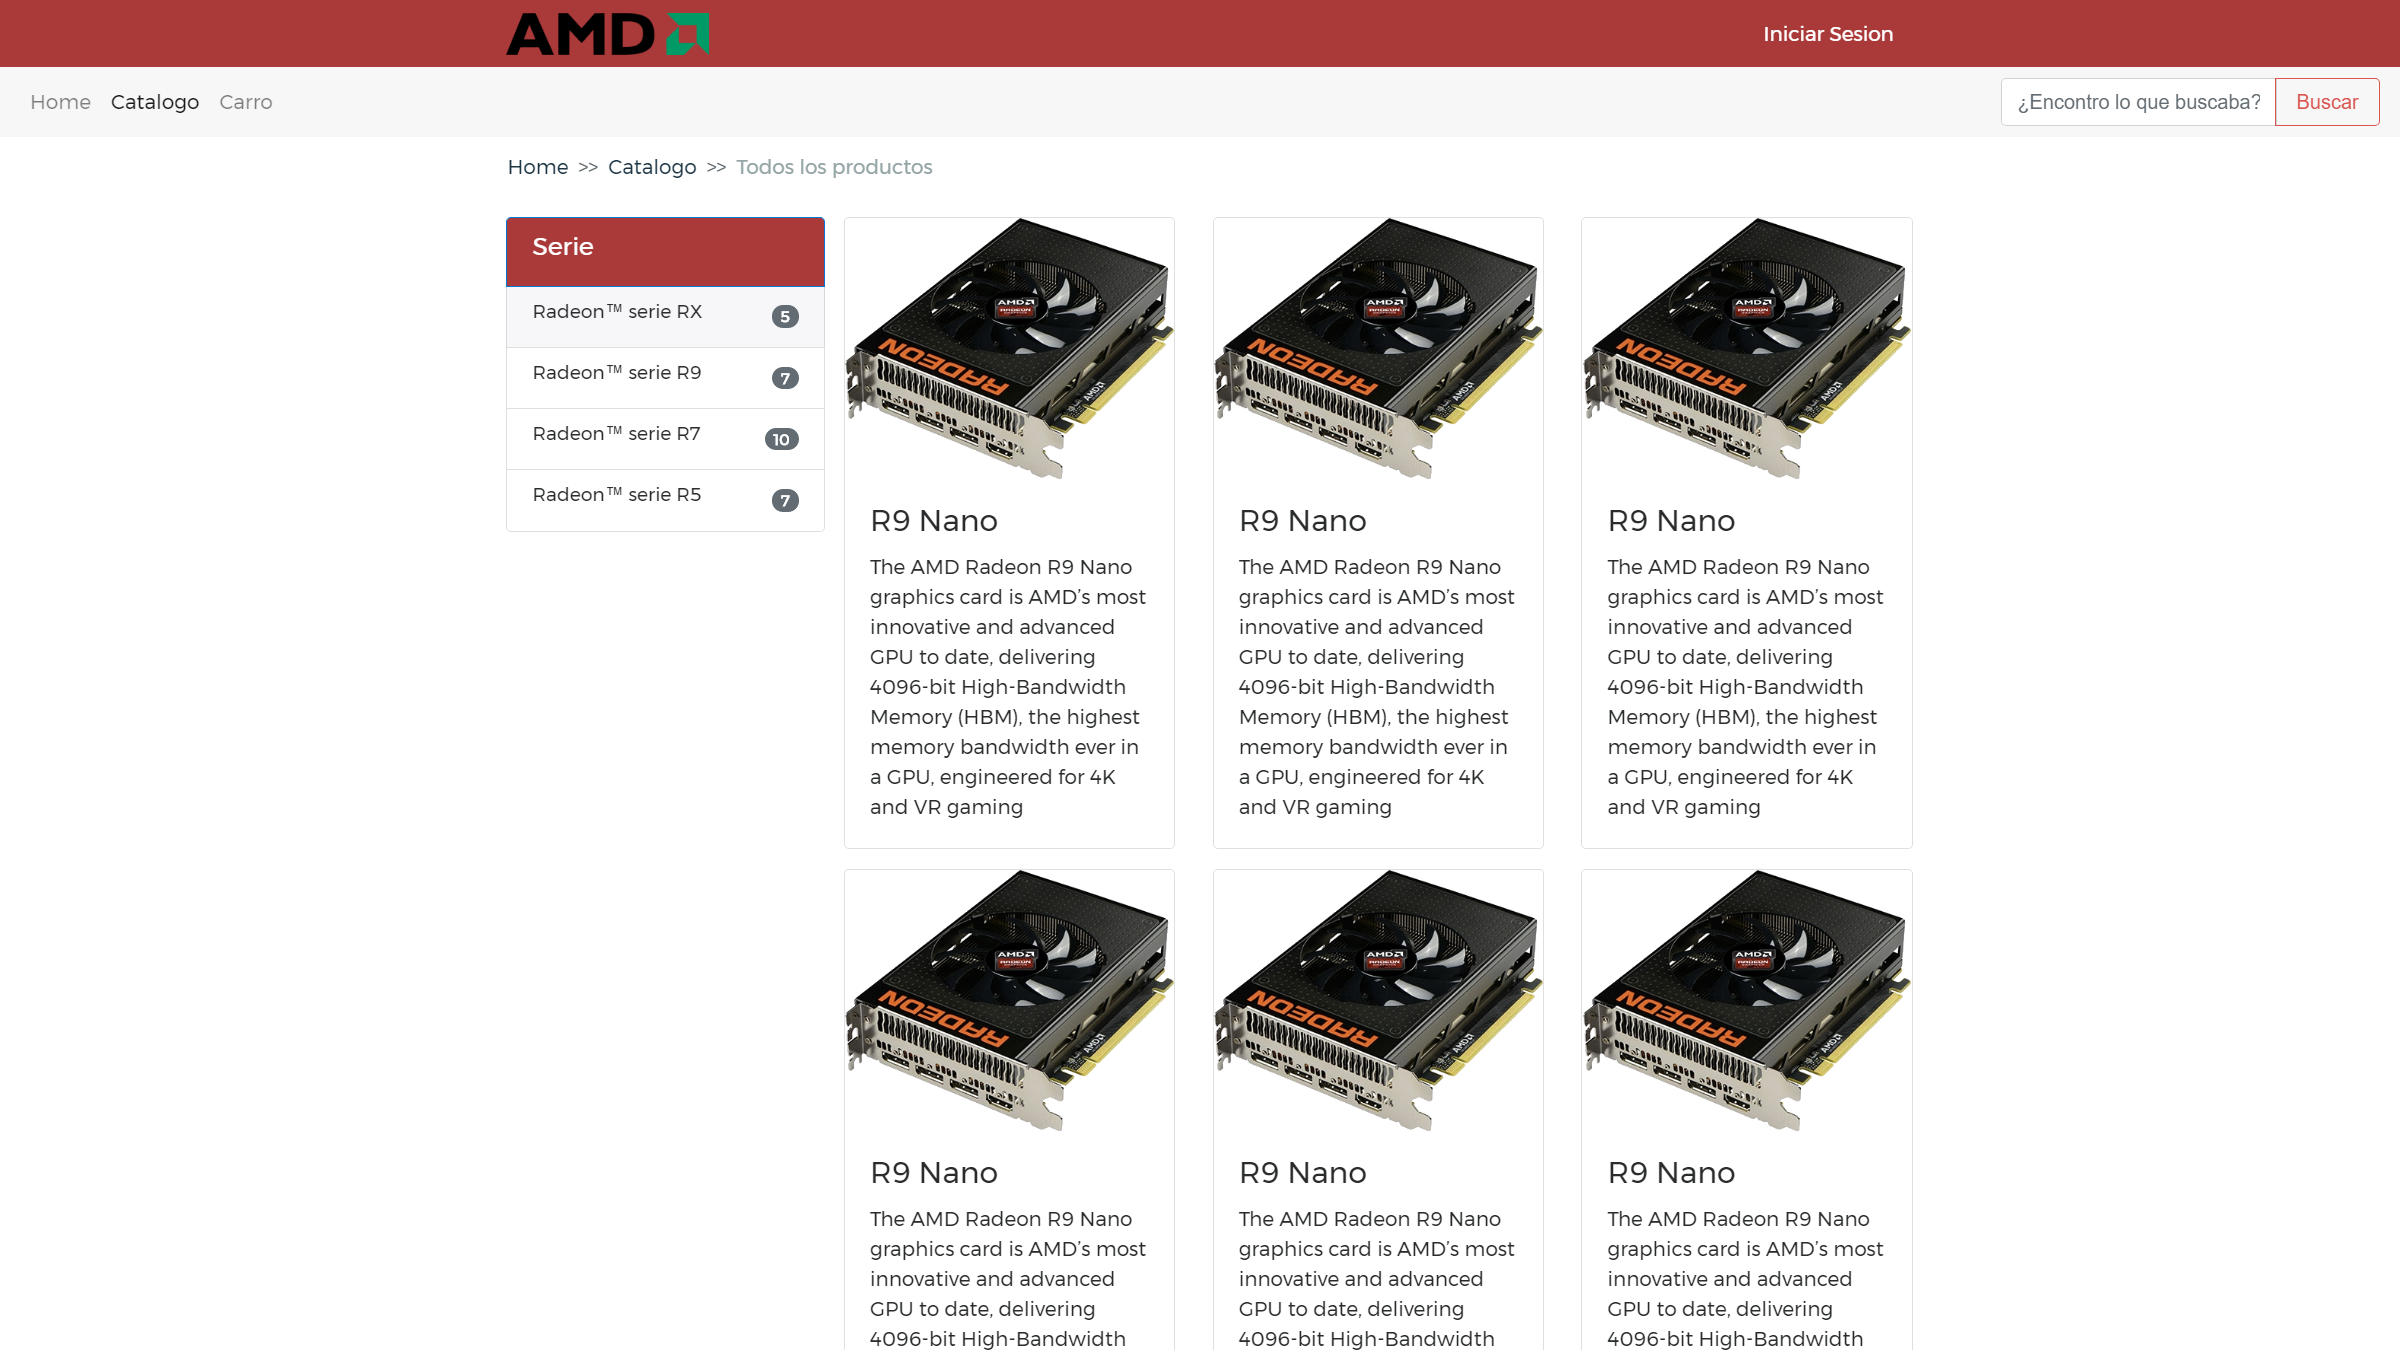 AMD
Iniciar Sesion
Home Catalogo Carro
¿Encontro lo que buscaba? Buscar
Home >> Catalogo >> Todos los productos
Serie
Radeon™ serie RX 5
Radeon™ serie R9 7
Radeon™ serie R7 10
Radeon™ serie R5 7
AMD
RADEON
RADEON
AMD
R9 Nano
The AMD Radeon R9 Nano
graphics card is AMD’s most
innovative and advanced
GPU to date, delivering
4096-bit High-Bandwidth
Memory (HBM), the highest
memory bandwidth ever in
a GPU, engineered for 4K
and VR gaming
AMD
RADEON
RADEON
AMD
R9 Nano
The AMD Radeon R9 Nano
graphics card is AMD’s most
innovative and advanced
GPU to date, delivering
4096-bit High-Bandwidth
Memory (HBM), the highest
memory bandwidth ever in
a GPU, engineered for 4K
and VR gaming
AMD
RADEON
RADEON
AMD
R9 Nano
The AMD Radeon R9 Nano
graphics card is AMD’s most
innovative and advanced
GPU to date, delivering
4096-bit High-Bandwidth
Memory (HBM), the highest
memory bandwidth ever in
a GPU, engineered for 4K
and VR gaming
AMD
RADEON
RADEON
AMD
R9 Nano
The AMD Radeon R9 Nano
graphics card is AMD’s most
innovative and advanced
GPU to date, delivering
4096-bit High-Bandwidth
AMD
RADEON
RADEON
AMD
R9 Nano
The AMD Radeon R9 Nano
graphics card is AMD’s most
innovative and advanced
GPU to date, delivering
4096-bit High-Bandwidth
AMD
RADEON
RADEON
AMD
R9 Nano
The AMD Radeon R9 Nano
graphics card is AMD’s most
innovative and advanced
GPU to date, delivering
4096-bit High-Bandwidth